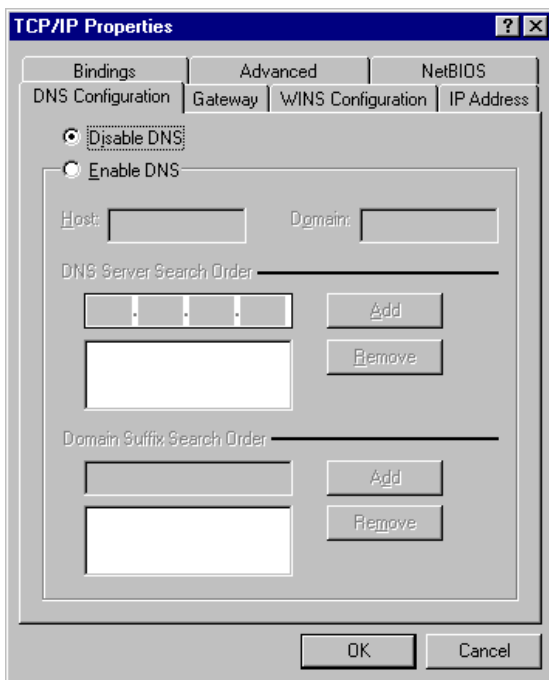 TCP/IP Properties
Bindings Advanced NetBIOS
DNS Configuration Gateway WINS Configuration IP Address
Disable DNS
Enable DNS
Host: Domain:
DNS Server Search Order
. . .
Add
Remove
Domain Suffix Search Order
Add
Remove
OK Cancel